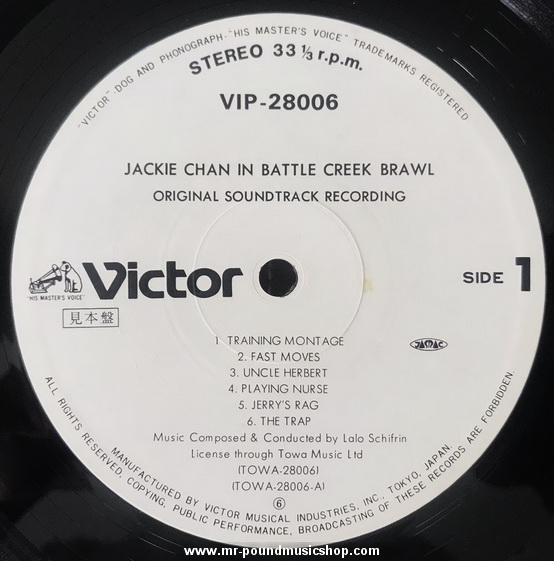 "VICTOR"-DOG AND PHONOGRAPH-"HIS MASTER'S VOICE" TRADEMARKS REGISTERED
STEREO 33 1/3 r.p.m.
VIP-28006
JACKIE CHAN IN BATTLE CREEK BRAWL
ORIGINAL SOUNDTRACK RECORDING
Victor
"HIS MASTER'S VOICE"
SIDE 1
見本盤
JAMAC
1. TRAINING MONTAGE
2. FAST MOVES
3. UNCLE HERBERT
4. PLAYING NURSE
5. JERRY'S RAG
6. THE TRAP
Music Composed & Conducted by Lalo Schifrin
License through Towa Music Ltd
(TOWA-28006)
(TOWA-28006-A)
⑥
MANUFACTURED BY VICTOR MUSICAL INDUSTRIES, INC., TOKYO, JAPAN.
ALL RIGHTS RESERVED, COPYING, PUBLIC PERFORMANCE, BROADCASTING OF THESE RECORDS ARE FORBIDDEN.
www.mr-poundmusicshop.com